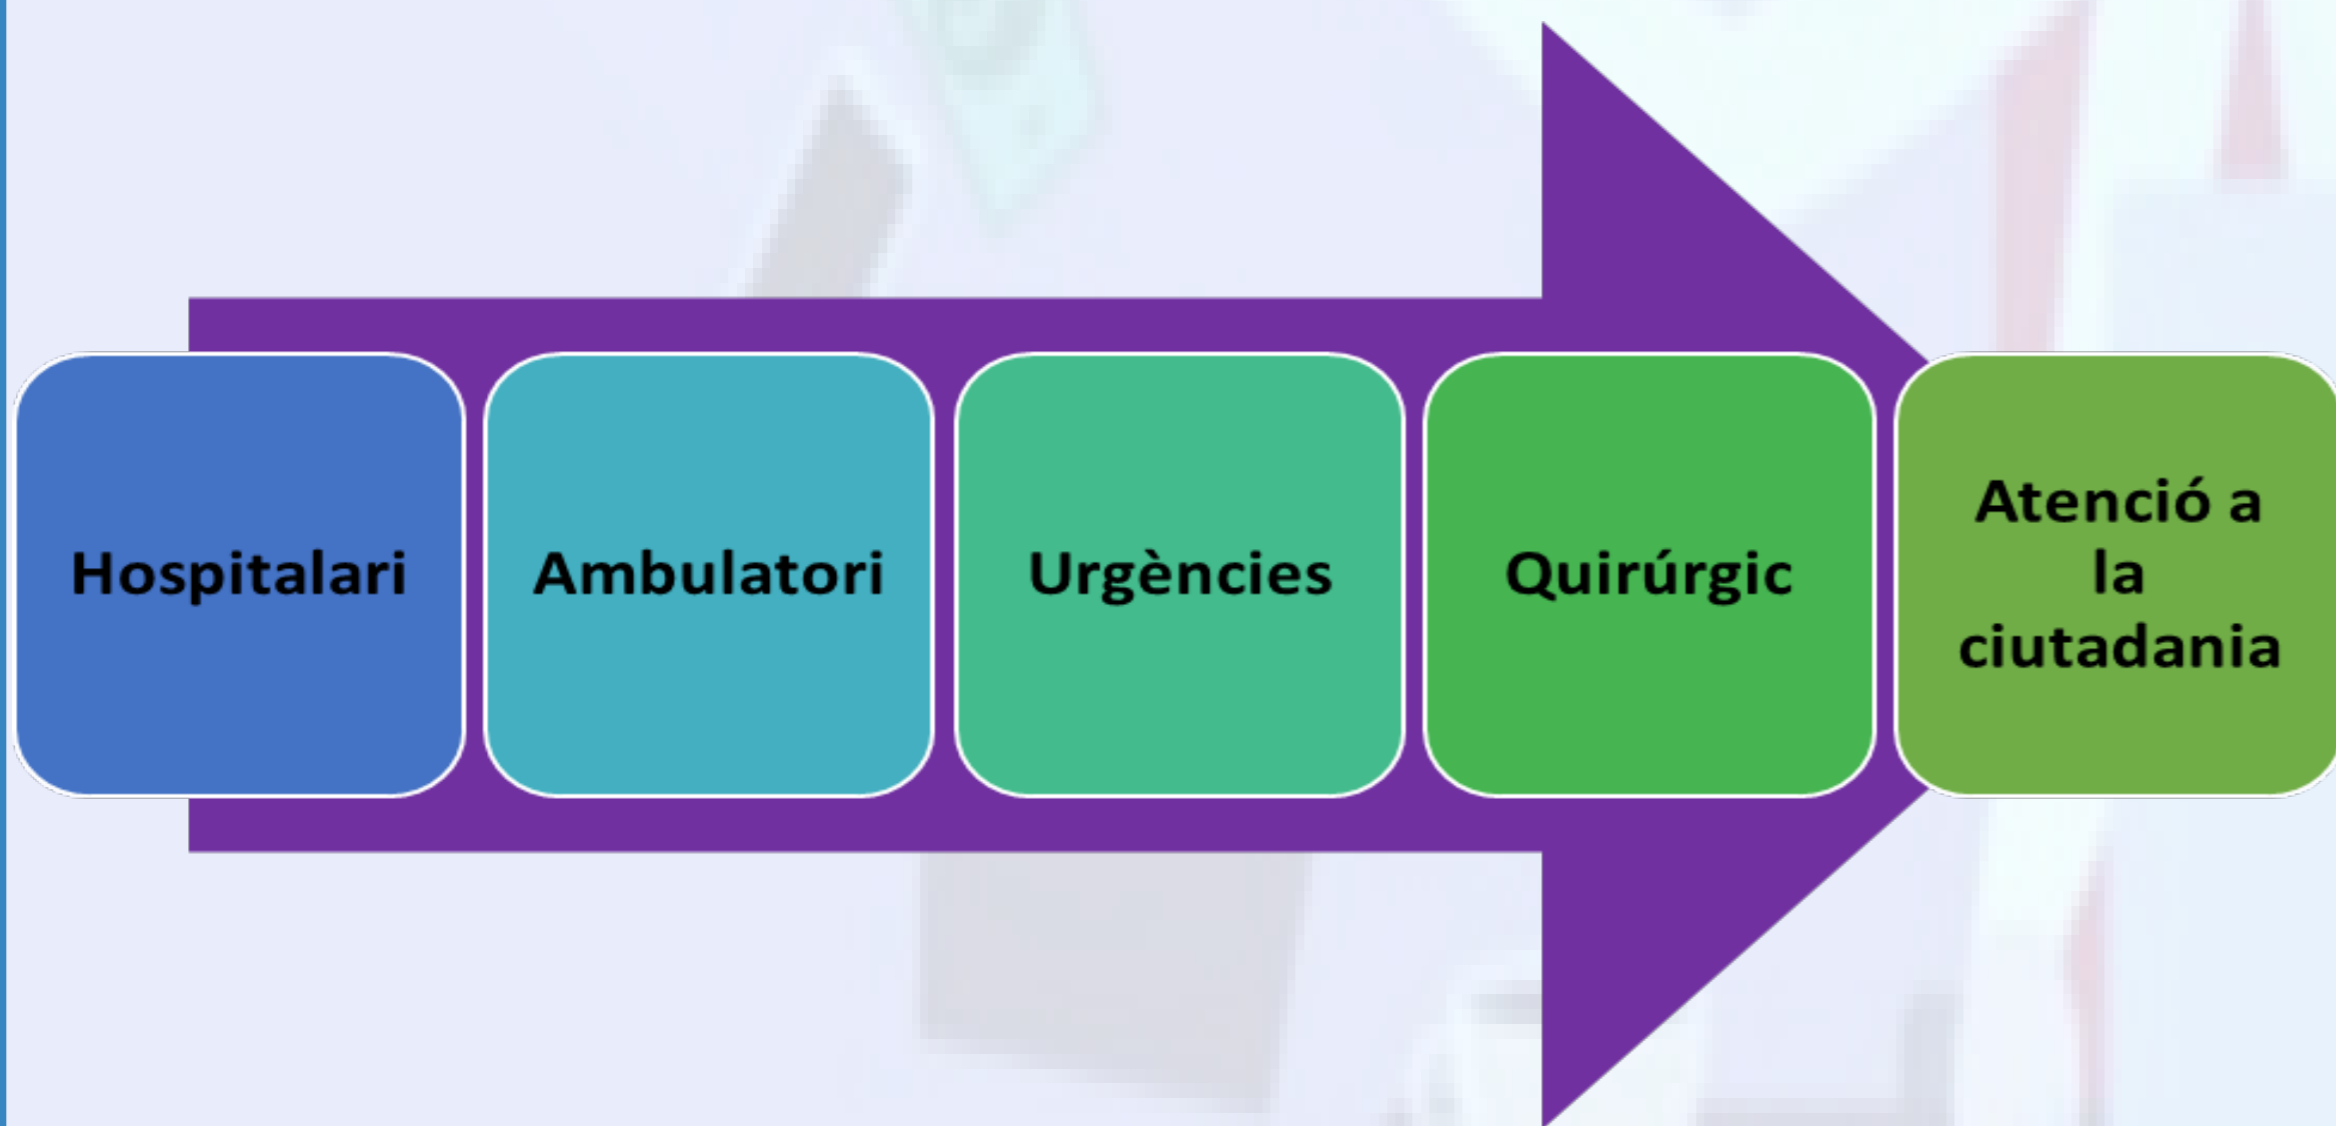 Hospitalari
Ambulatori
Urgències
Quirúrgic
Atenció a
la
ciutadania